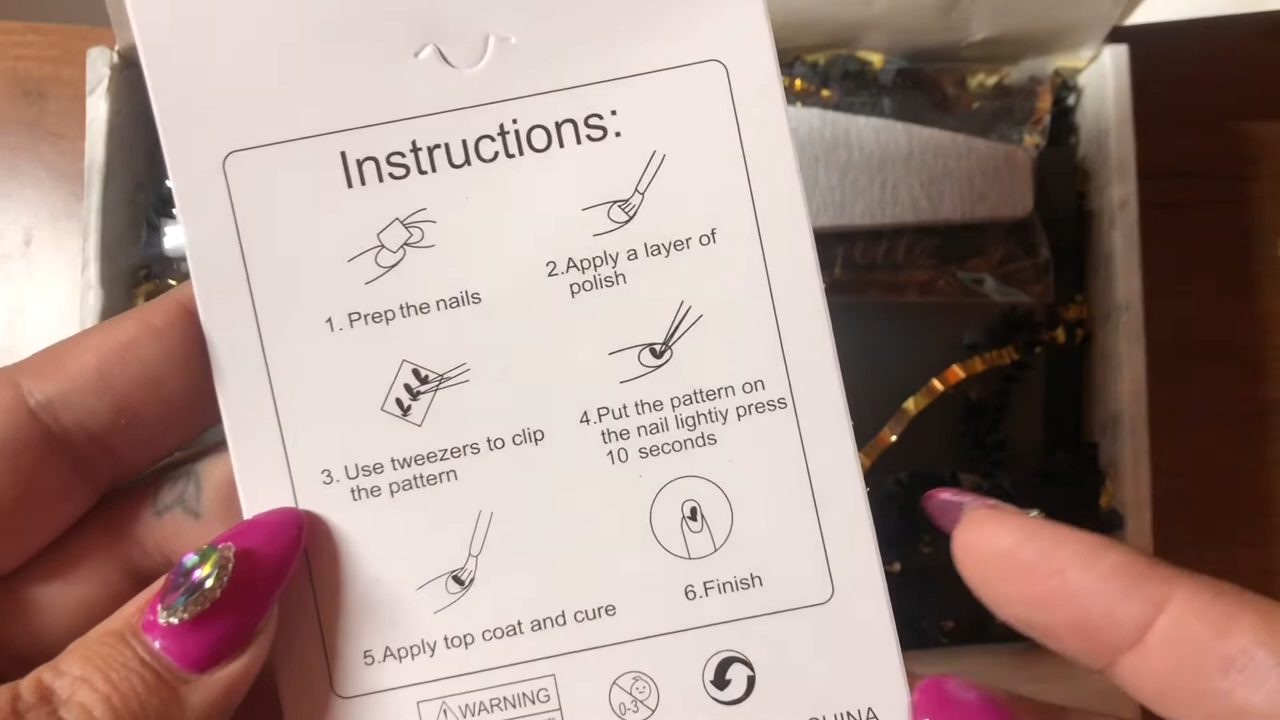 Instructions:
1. Prep the nails
2.Apply a layer of
polish
3. Use tweezers to clip
the pattern
4.Put the pattern on
the nail lightiy press
10 seconds
5.Apply top coat and cure
6.Finish
WARNING
0-3
CHINA